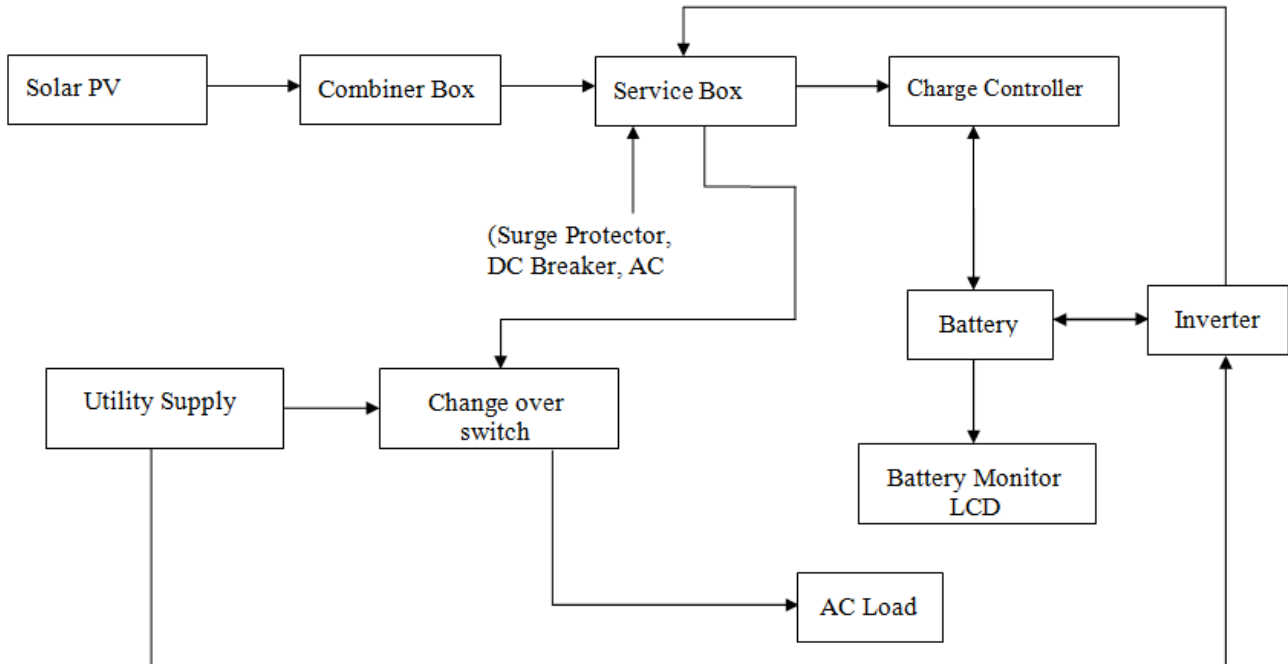 Solar PV
Combiner Box
Service Box
Charge Controller
(Surge Protector,
DC Breaker, AC
Battery
Inverter
Utility Supply
Change over
switch
Battery Monitor
LCD
AC Load